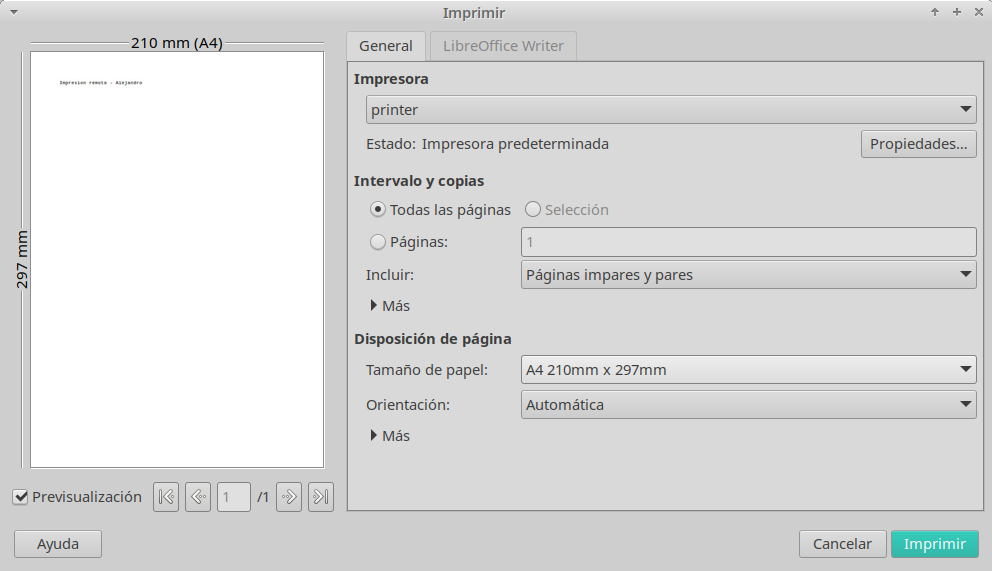 Imprimir
210 mm (A4)
297 mm
Impresion remota - Alejandro
Previsualización
1 /1
General LibreOffice Writer
Impresora
printer
Estado: Impresora predeterminada Propiedades...
Intervalo y copias
Todas las páginas Selección
Páginas: 1
Incluir: Páginas impares y pares
Más
Disposición de página
Tamaño de papel: A4 210mm x 297mm
Orientación: Automática
Más
Ayuda Cancelar Imprimir